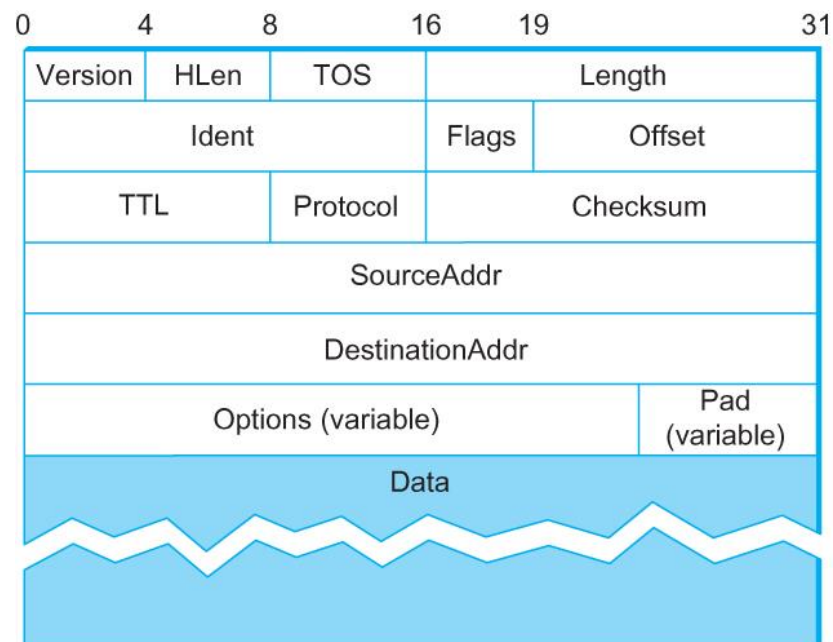 0 4 8 16 19 31
Version HLen TOS Length
Ident Flags Offset
TTL Protocol Checksum
SourceAddr
DestinationAddr
Options (variable) Pad
(variable)
Data